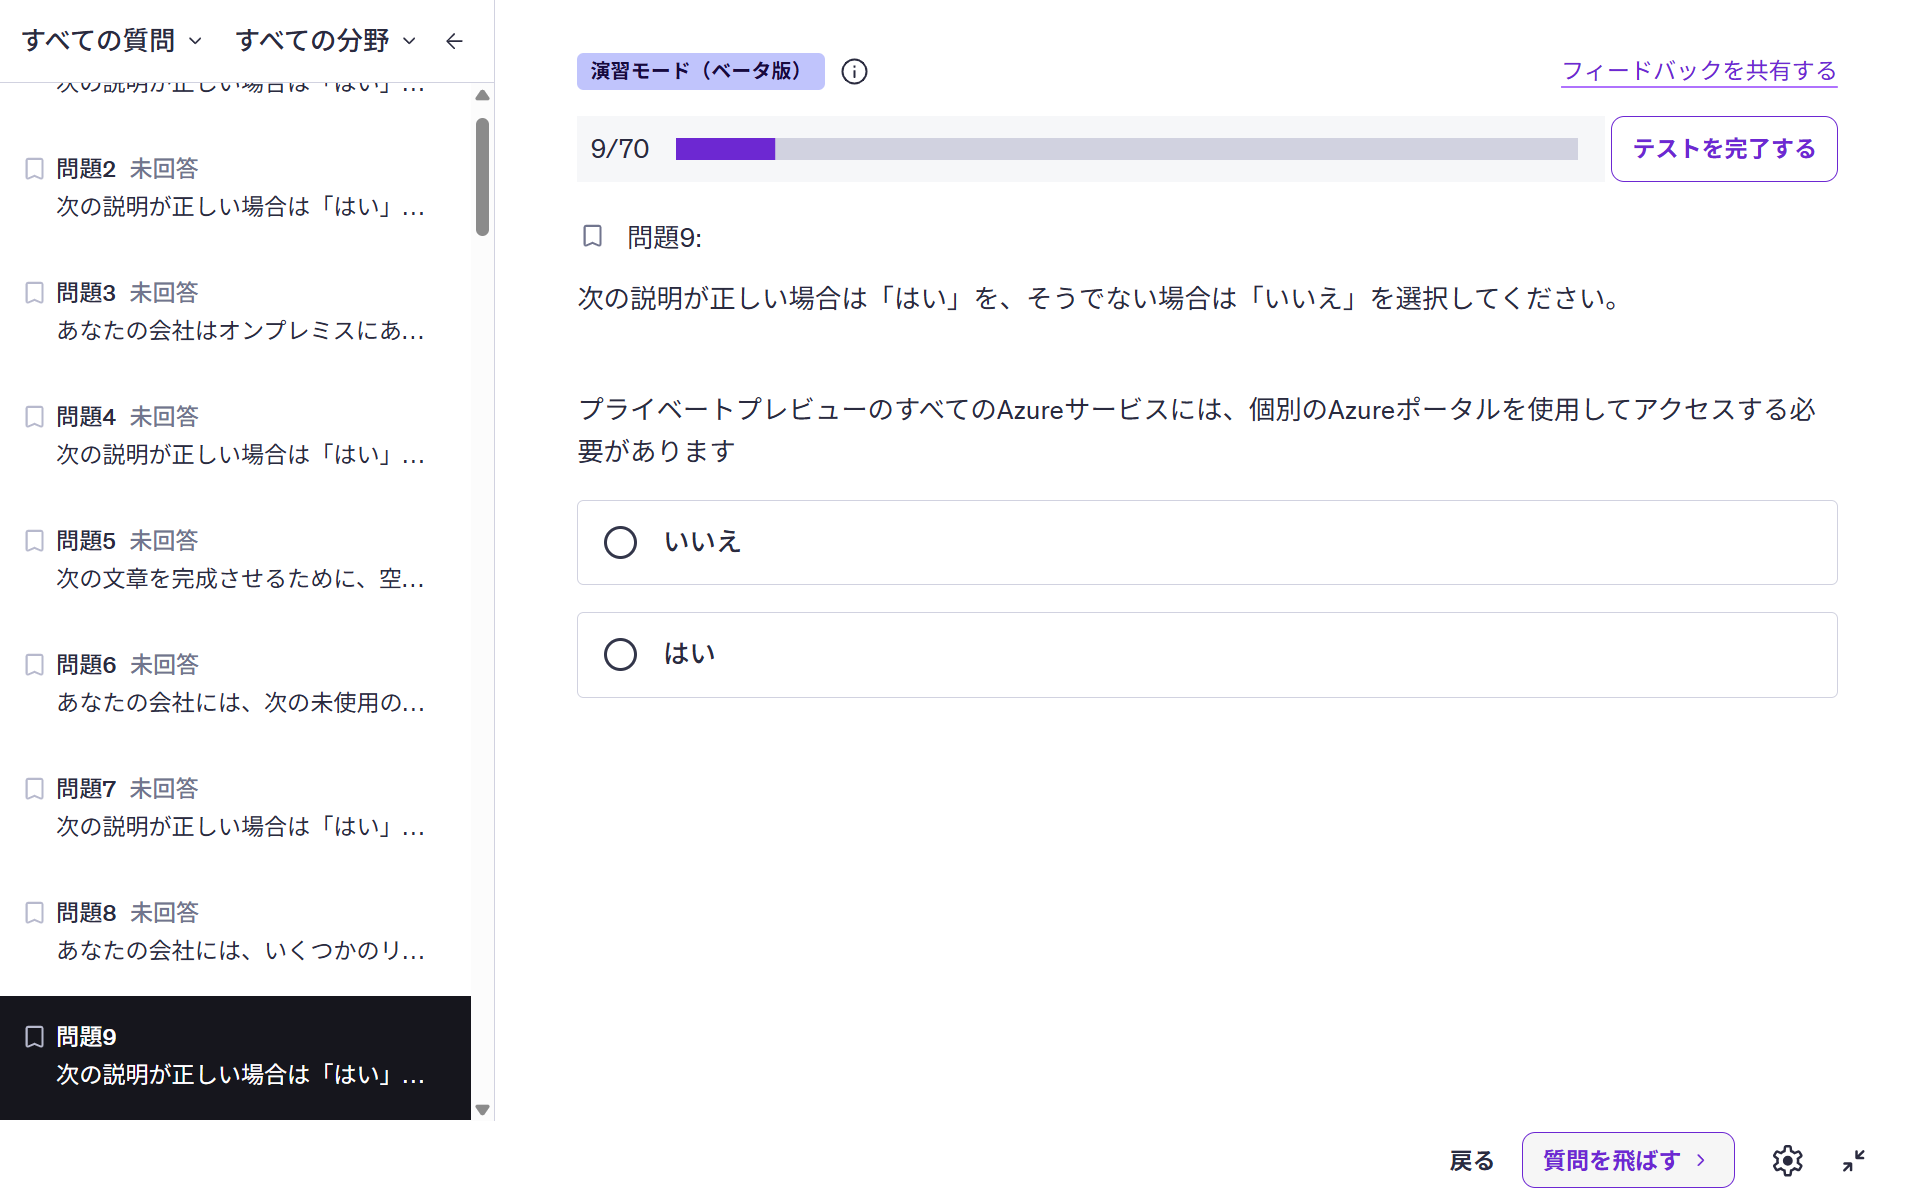 すべての質問
すべての分野
次の説明が正しい場合は「はい」...
問題2 未回答
次の説明が正しい場合は「はい」...
問題3 未回答
あなたの会社はオンプレミスにあ...
問題4 未回答
次の説明が正しい場合は「はい」...
問題5 未回答
次の文章を完成させるために、空...
問題6 未回答
あなたの会社には、次の未使用の...
問題7 未回答
次の説明が正しい場合は「はい」...
問題8 未回答
あなたの会社には、いくつかのリ...
問題9
次の説明が正しい場合は「はい」...
演習モード（ベータ版）
フィードバックを共有する
9/70
テストを完了する
問題9:
次の説明が正しい場合は「はい」を、そうでない場合は「いいえ」を選択してください。
プライベートプレビューのすべてのAzureサービスには、個別のAzureポータルを使用してアクセスする必
要があります
いいえ
はい
戻る
質問を飛ばす